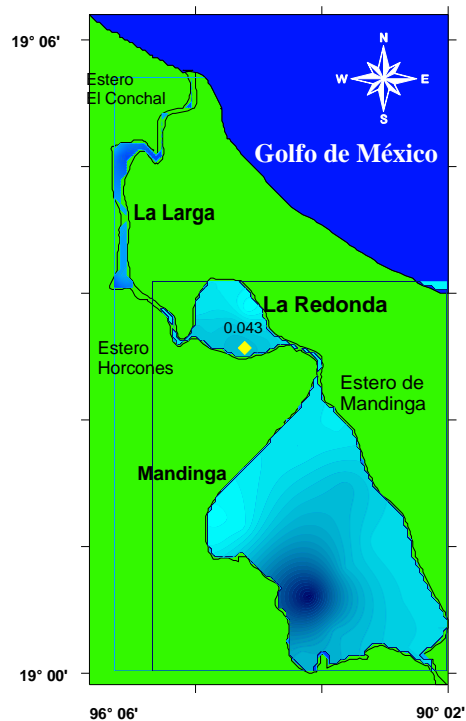 19° 06'
N
W E
S
Estero
El Conchal
Golfo de México
La Larga
La Redonda
0.043
Estero
Horcones
Estero de
Mandinga
Mandinga
19° 00'
96° 06'
90° 02'